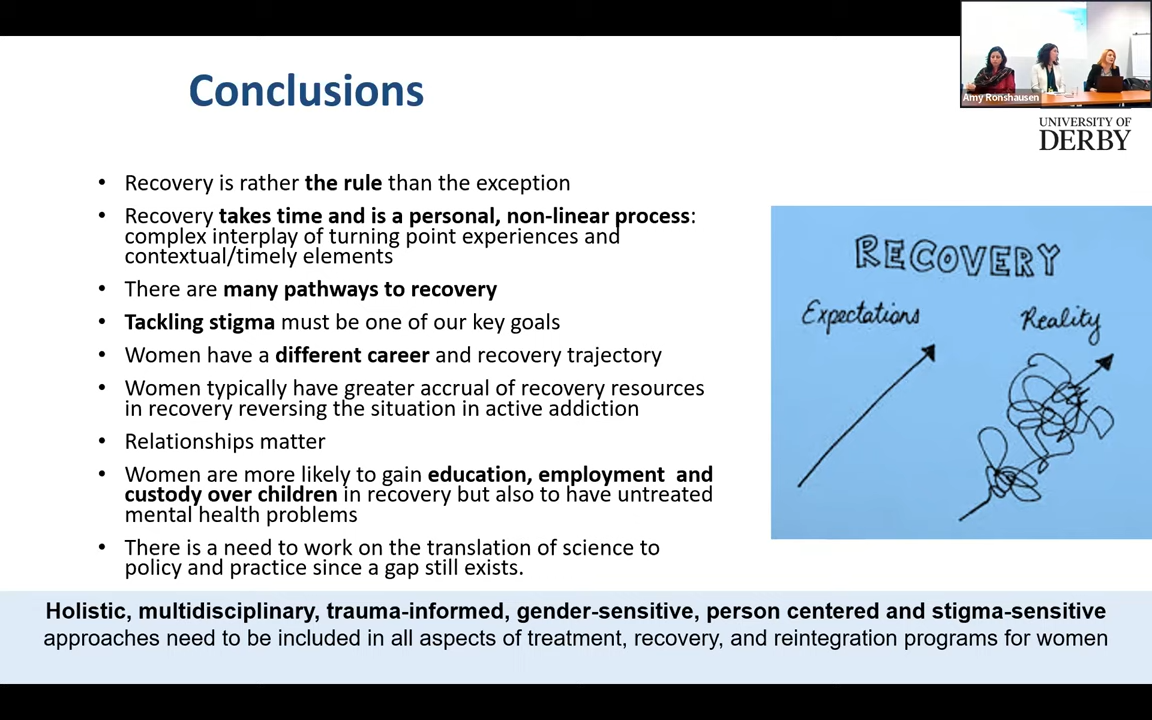 Conclusions
Amy Ronshausen
UNIVERSITY OF
DERBY
• Recovery is rather the rule than the exception
• Recovery takes time and is a personal, non-linear process:
complex interplay of turning point experiences and
contextual/timely elements
• There are many pathways to recovery
• Tackling stigma must be one of our key goals
• Women have a different career and recovery trajectory
• Women typically have greater accrual of recovery resources
in recovery reversing the situation in active addiction
• Relationships matter
• Women are more likely to gain education, employment and
custody over children in recovery but also to have untreated
mental health problems
• There is a need to work on the translation of science to
policy and practice since a gap still exists.
RECOVERY
Expectations
Reality
Holistic, multidisciplinary, trauma-informed, gender-sensitive, person centered and stigma-sensitive
approaches need to be included in all aspects of treatment, recovery, and reintegration programs for women